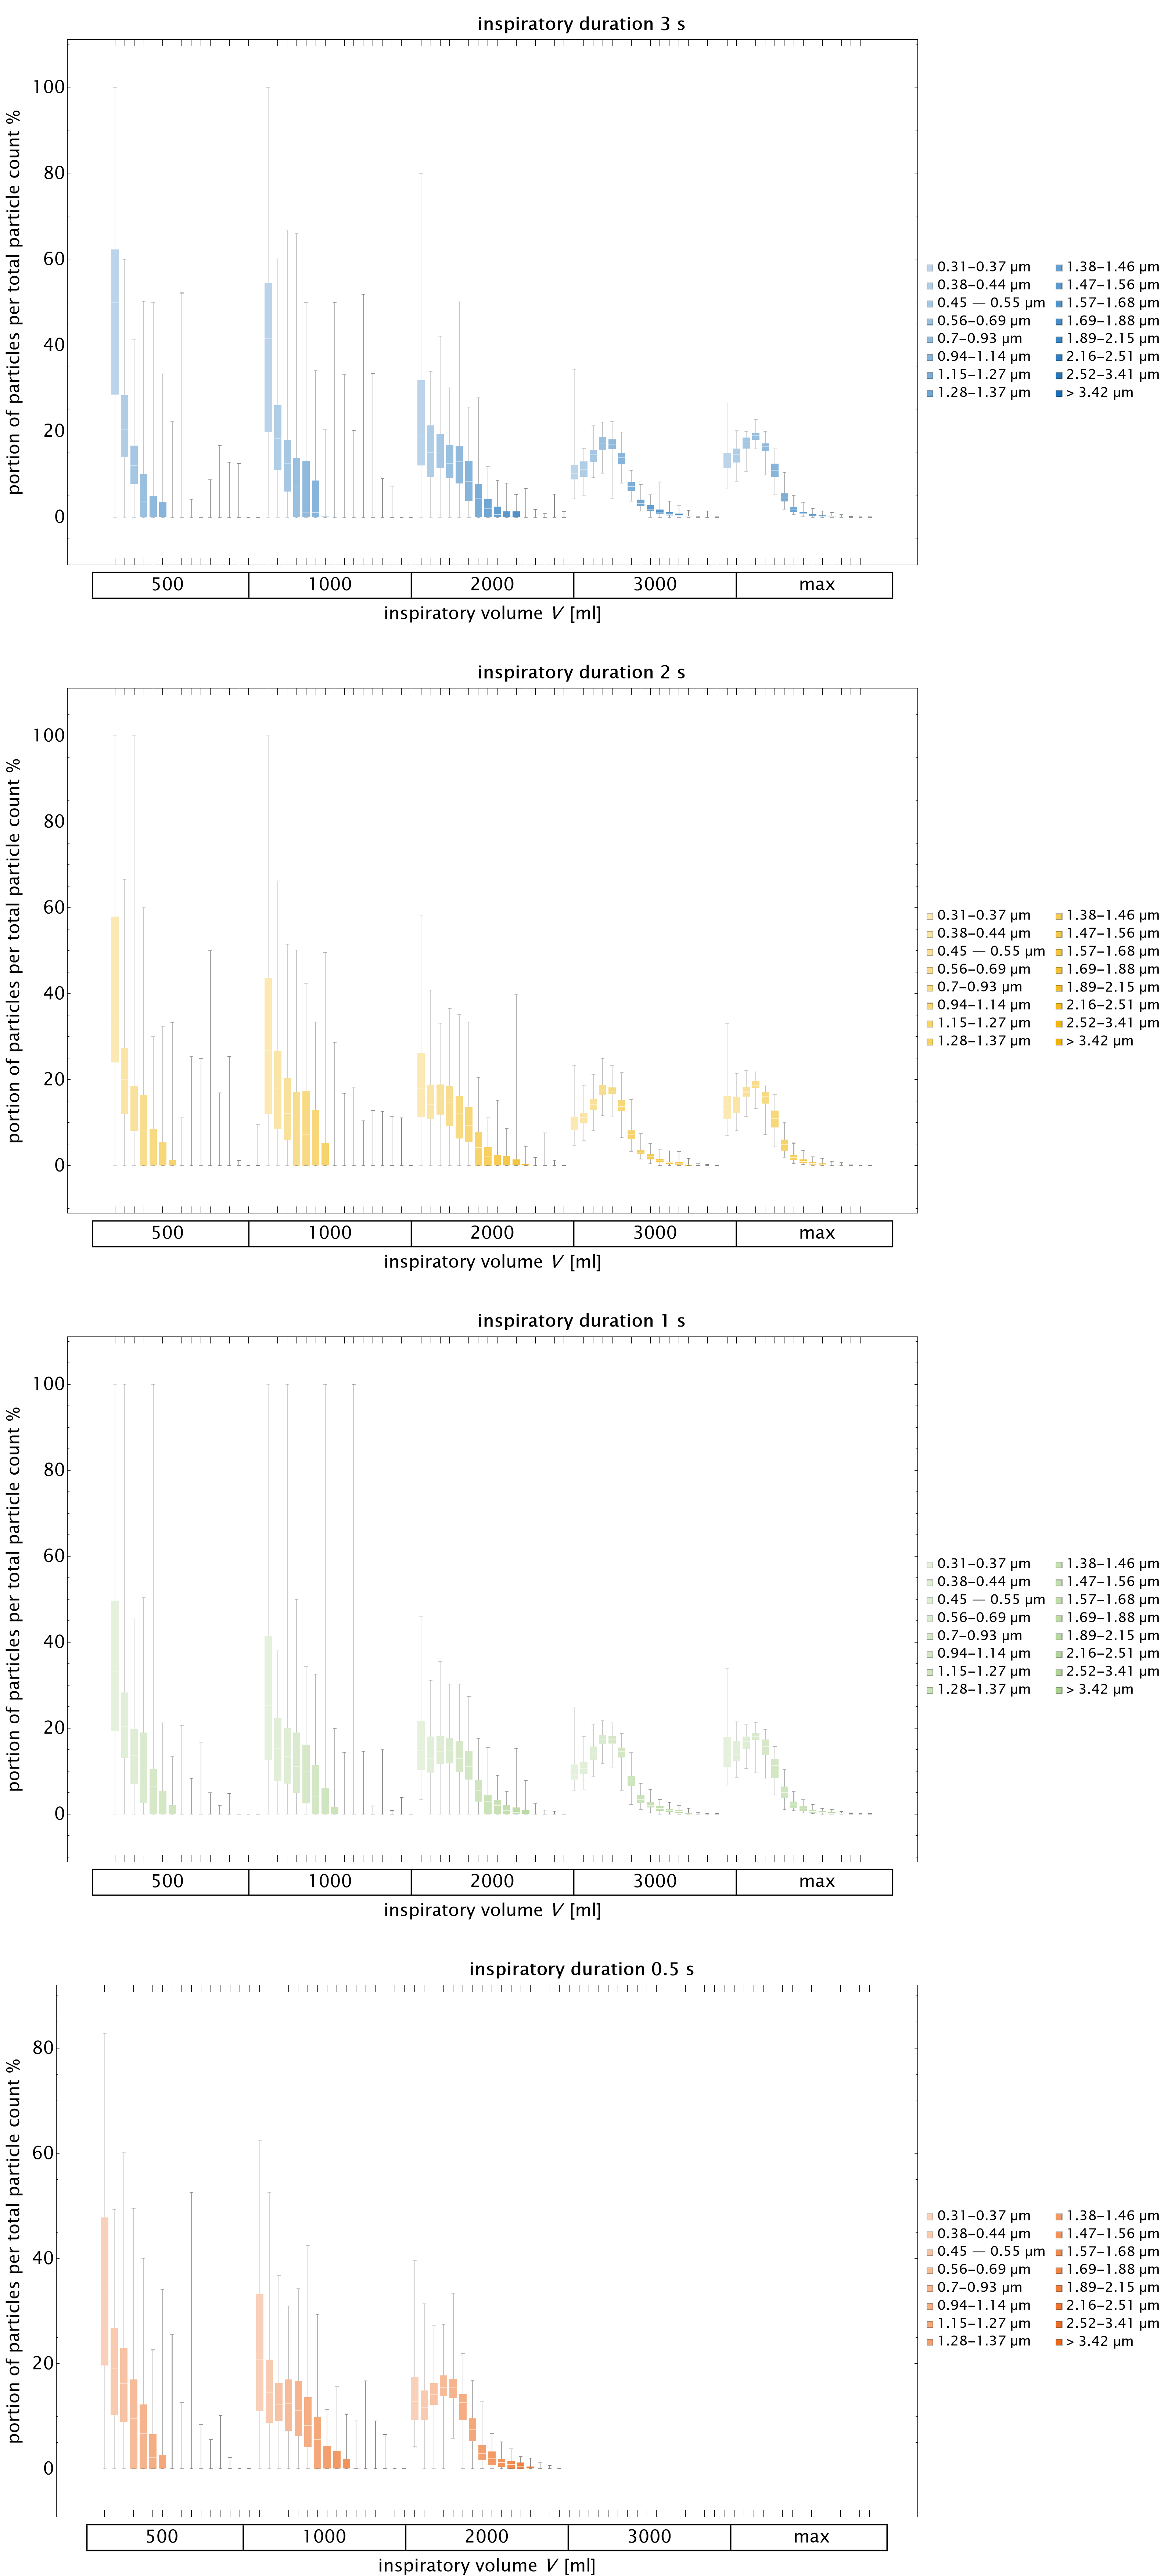 inspiratory duration 3 s
portion of particles per total particle count %
100
80
60
40
20
0
500 1000 2000 3000 max
inspiratory volume V [ml]
0.31–0.37 µm 1.38–1.46 µm
0.38–0.44 µm 1.47–1.56 µm
0.45 — 0.55 µm 1.57–1.68 µm
0.56–0.69 µm 1.69–1.88 µm
0.7–0.93 µm 1.89–2.15 µm
0.94–1.14 µm 2.16–2.51 µm
1.15–1.27 µm 2.52–3.41 µm
1.28–1.37 µm > 3.42 µm
inspiratory duration 2 s
portion of particles per total particle count %
100
80
60
40
20
0
500 1000 2000 3000 max
inspiratory volume V [ml]
0.31–0.37 µm 1.38–1.46 µm
0.38–0.44 µm 1.47–1.56 µm
0.45 — 0.55 µm 1.57–1.68 µm
0.56–0.69 µm 1.69–1.88 µm
0.7–0.93 µm 1.89–2.15 µm
0.94–1.14 µm 2.16–2.51 µm
1.15–1.27 µm 2.52–3.41 µm
1.28–1.37 µm > 3.42 µm
inspiratory duration 1 s
portion of particles per total particle count %
100
80
60
40
20
0
500 1000 2000 3000 max
inspiratory volume V [ml]
0.31–0.37 µm 1.38–1.46 µm
0.38–0.44 µm 1.47–1.56 µm
0.45 — 0.55 µm 1.57–1.68 µm
0.56–0.69 µm 1.69–1.88 µm
0.7–0.93 µm 1.89–2.15 µm
0.94–1.14 µm 2.16–2.51 µm
1.15–1.27 µm 2.52–3.41 µm
1.28–1.37 µm > 3.42 µm
inspiratory duration 0.5 s
portion of particles per total particle count %
80
60
40
20
0
500 1000 2000 3000 max
inspiratory volume V [ml]
0.31–0.37 µm 1.38–1.46 µm
0.38–0.44 µm 1.47–1.56 µm
0.45 — 0.55 µm 1.57–1.68 µm
0.56–0.69 µm 1.69–1.88 µm
0.7–0.93 µm 1.89–2.15 µm
0.94–1.14 µm 2.16–2.51 µm
1.15–1.27 µm 2.52–3.41 µm
1.28–1.37 µm > 3.42 µm